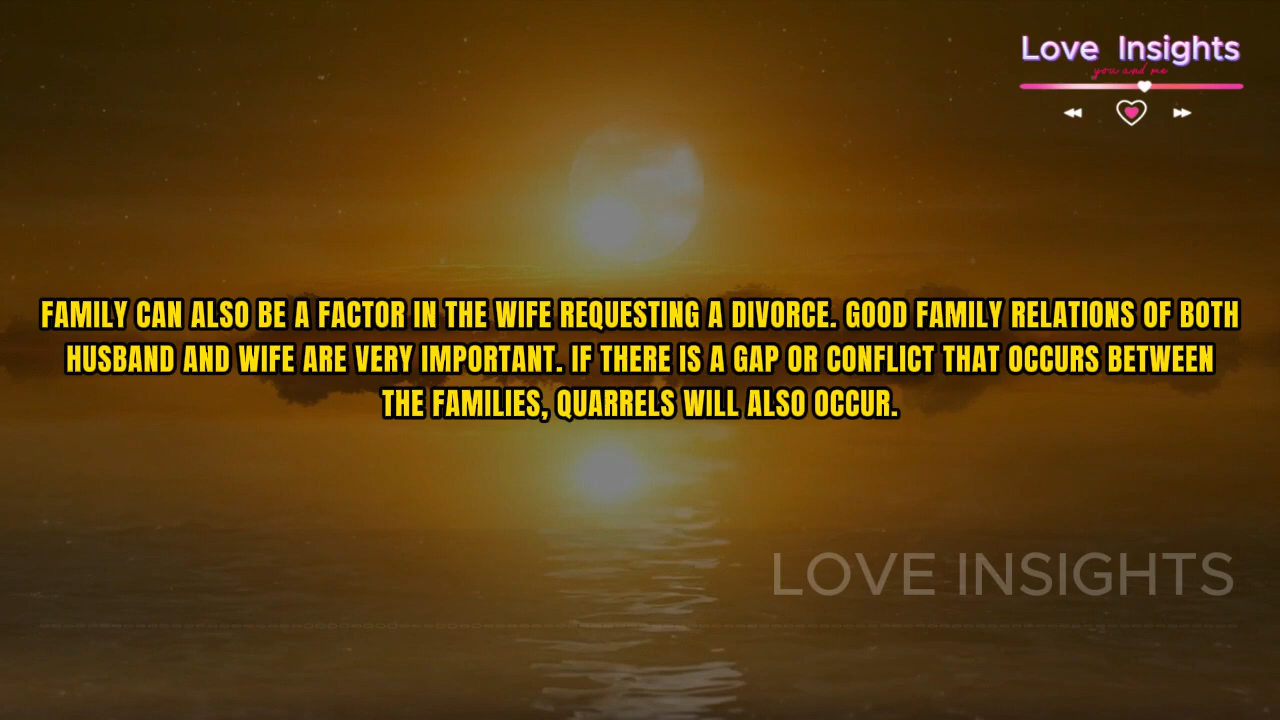 Love Insights
you and me
FAMILY CAN ALSO BE A FACTOR IN THE WIFE REQUESTING A DIVORCE. GOOD FAMILY RELATIONS OF BOTH
HUSBAND AND WIFE ARE VERY IMPORTANT. IF THERE IS A GAP OR CONFLICT THAT OCCURS BETWEEN
THE FAMILIES, QUARRELS WILL ALSO OCCUR.
LOVE INSIGHTS